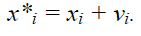 x*ᵢ = xᵢ + vᵢ.